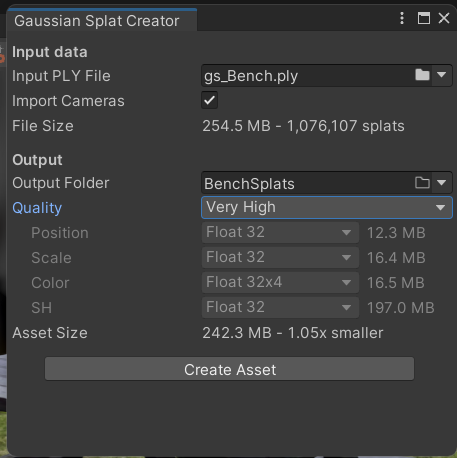 Gaussian Splat Creator
Input data
Input PLY File gs_Bench.ply
Import Cameras
File Size 254.5 MB - 1,076,107 splats
Output
Output Folder BenchSplats
Quality Very High
Position Float 32 12.3 MB
Scale Float 32 16.4 MB
Color Float 32x4 16.5 MB
SH Float 32 197.0 MB
Asset Size 242.3 MB - 1.05x smaller
Create Asset